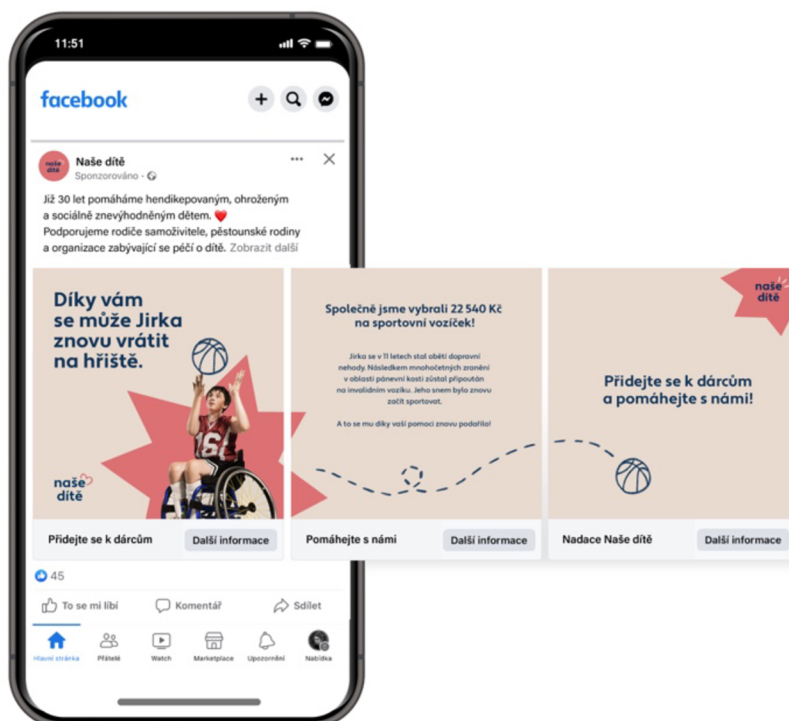 11:51
facebook
Naše dítě
Sponzorováno
naše
dítě
Již 30 let pomáháme hendikepovaným, ohroženým
a sociálně znevýhodněným dětem. ❤️
Podporujeme rodiče samoživitele, pěstounské rodiny
a organizace zabývající se péčí o dítě. Zobrazit další
Díky vám
se může Jirka
znovu vrátit
na hřiště.
16
naše
dítě
Přidejte se k dárcům
Další informace
Společně jsme vybrali 22 540 Kč
na sportovní vozíček!
Jirka se v 11 letech stal obětí dopravní
nehody. Následkem mnohočetných zranění
v oblasti pánevní kosti zůstal připoután
na invalidním vozíku. Jeho snem bylo znovu
začít sportovat.
A to se mu díky vaší pomoci znovu podařilo!
Pomáhejte s námi
Další informace
naše
dítě
Přidejte se k dárcům
a pomáhejte s námi!
Nadace Naše dítě
Další informace
45
To se mi líbí
Komentář
Sdílet
Hlavní stránka
Přátelé
Watch
Marketplace
Upozornění
Nabídka